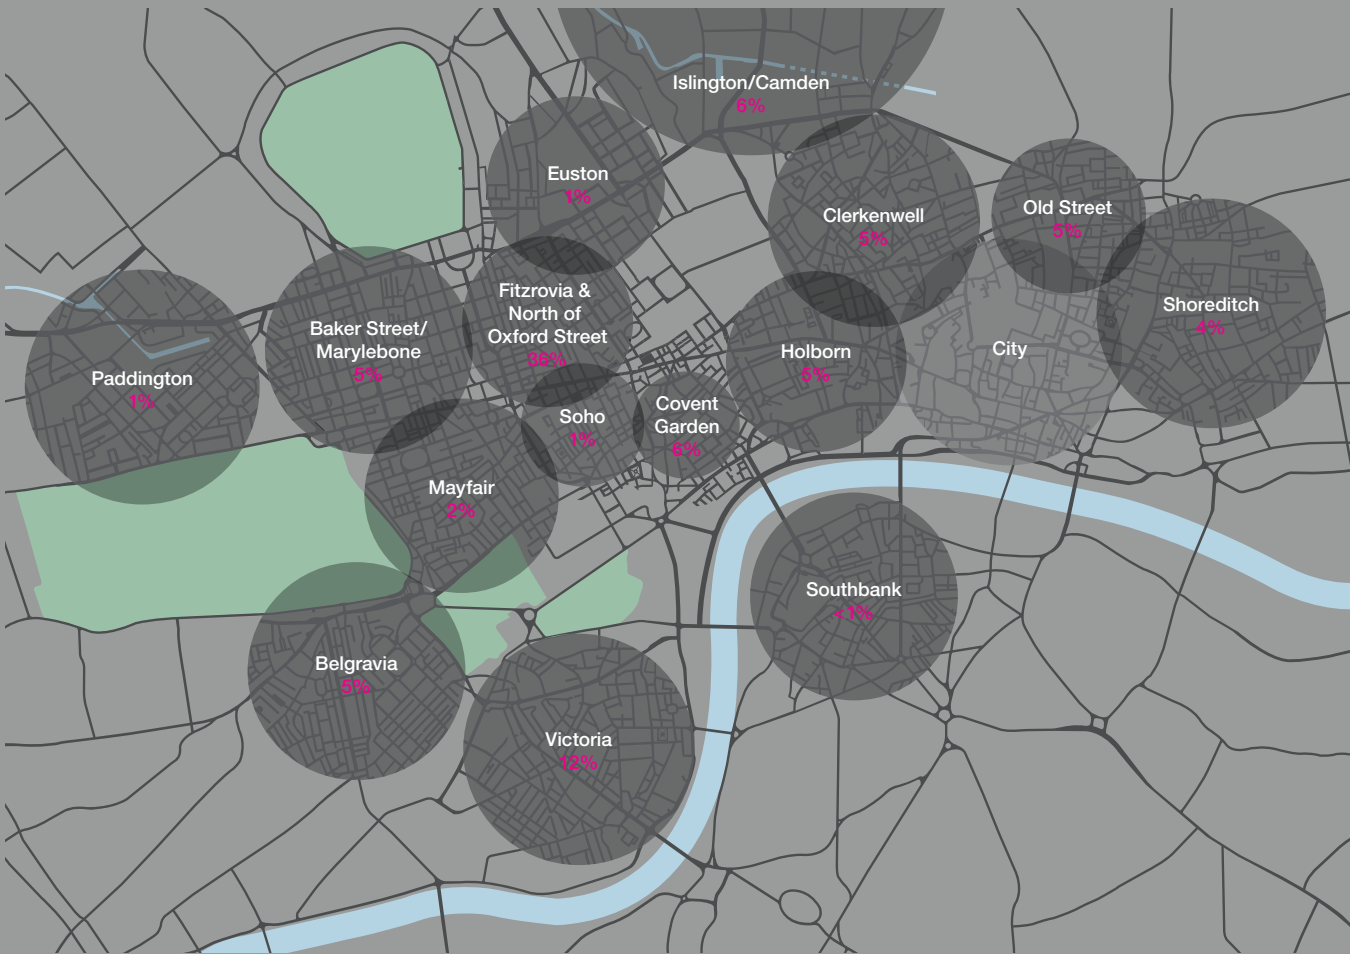 Islington/Camden
6%
Euston
1%
Clerkenwell
5%
Old Street
5%
Shoreditch
4%
Fitzrovia &
North of
Oxford Street
36%
Baker Street/
Marylebone
5%
Holborn
5%
City
Paddington
1%
Soho
1%
Covent
Garden
6%
Mayfair
2%
Southbank
<1%
Belgravia
5%
Victoria
12%